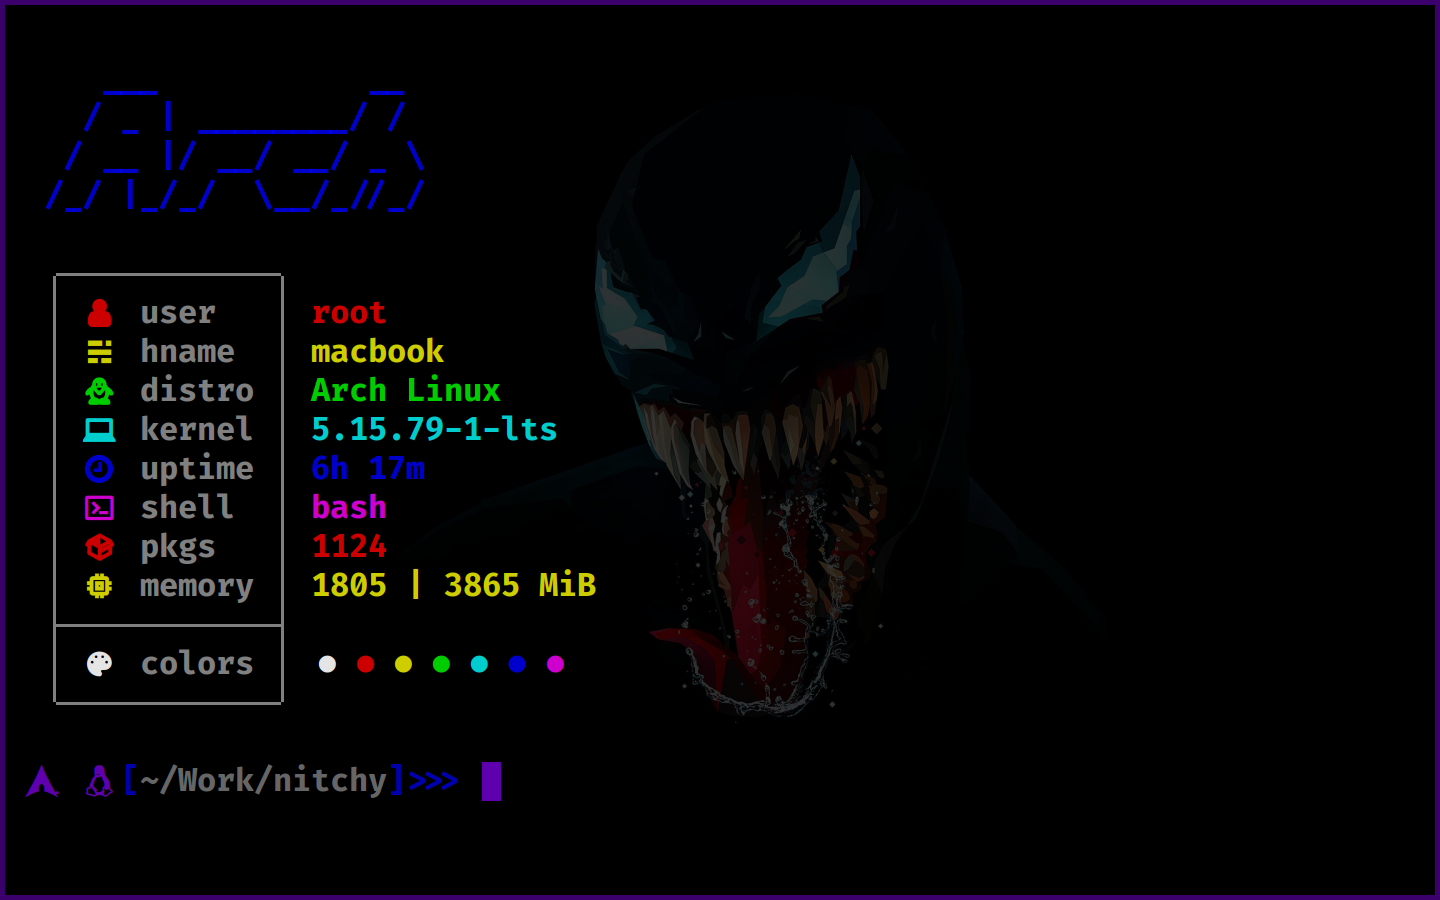 Arch
user root
hname macbook
distro Arch Linux
kernel 5.15.79-1-lts
uptime 6h 17m
shell bash
pkgs 1124
memory 1805 | 3865 MiB
colors
[~/Work/nitchy]>>>